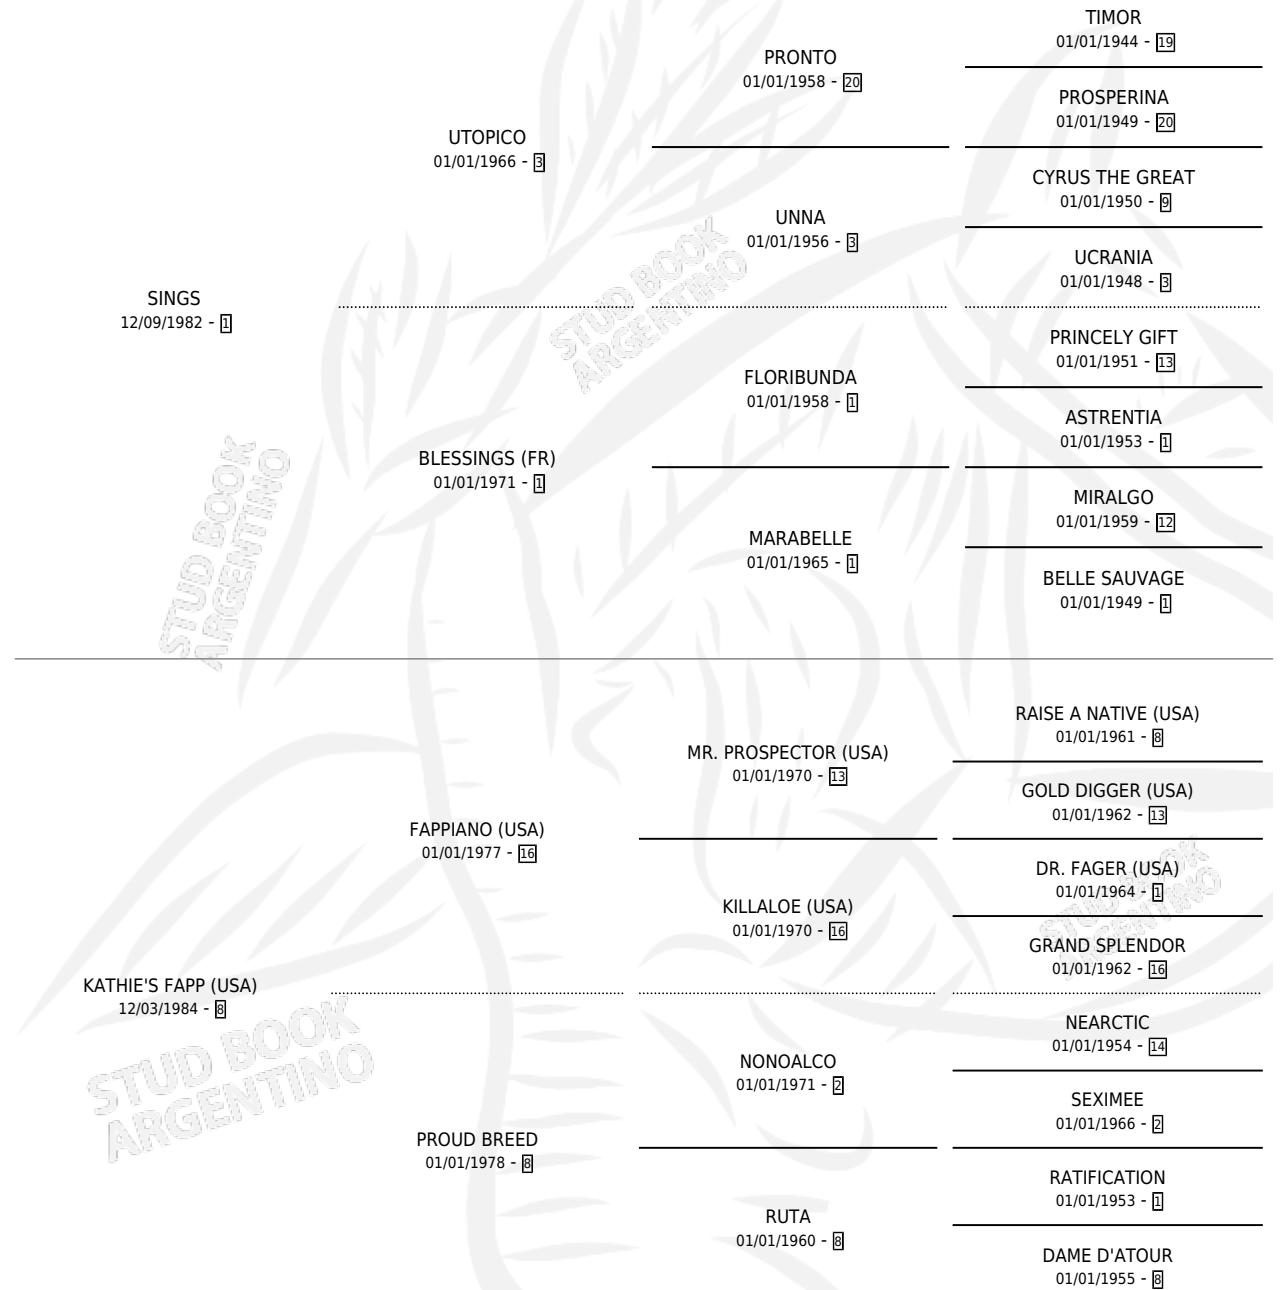 TIMOR
01/01/1944 - 19
PRONTO
01/01/1958 - 20
PROSPERINA
01/01/1949 - 20
UTOPICO
01/01/1966 - 3
CYRUS THE GREAT
01/01/1950 - 9
UNNA
01/01/1956 - 3
UCRANIA
01/01/1948 - 3
SINGS
12/09/1982 - 1
PRINCELY GIFT
01/01/1951 - 13
FLORIBUNDA
01/01/1958 - 1
ASTRENTIA
01/01/1953 - 1
BLESSINGS (FR)
01/01/1971 - 1
MIRALGO
01/01/1959 - 12
MARABELLE
01/01/1965 - 1
BELLE SAUVAGE
01/01/1949 - 1
RAISE A NATIVE (USA)
01/01/1961 - 8
MR. PROSPECTOR (USA)
01/01/1970 - 13
GOLD DIGGER (USA)
01/01/1962 - 13
FAPPIANO (USA)
01/01/1977 - 16
DR. FAGER (USA)
01/01/1964 - 1
KILLALOE (USA)
01/01/1970 - 16
GRAND SPLENDOR
01/01/1962 - 16
KATHIE'S FAPP (USA)
12/03/1984 - 8
NEARCTIC
01/01/1954 - 14
NONOALCO
01/01/1971 - 2
SEXIMEE
01/01/1966 - 2
PROUD BREED
01/01/1978 - 8
RATIFICATION
01/01/1953 - 1
RUTA
01/01/1960 - 8
DAME D'ATOUR
01/01/1955 - 8
STUD BOOK
ARGENTINO
STUD BOOK
ARGENTINO
STUD BOOK
ARGENTINO
STUD BOOK
ARGENTINO